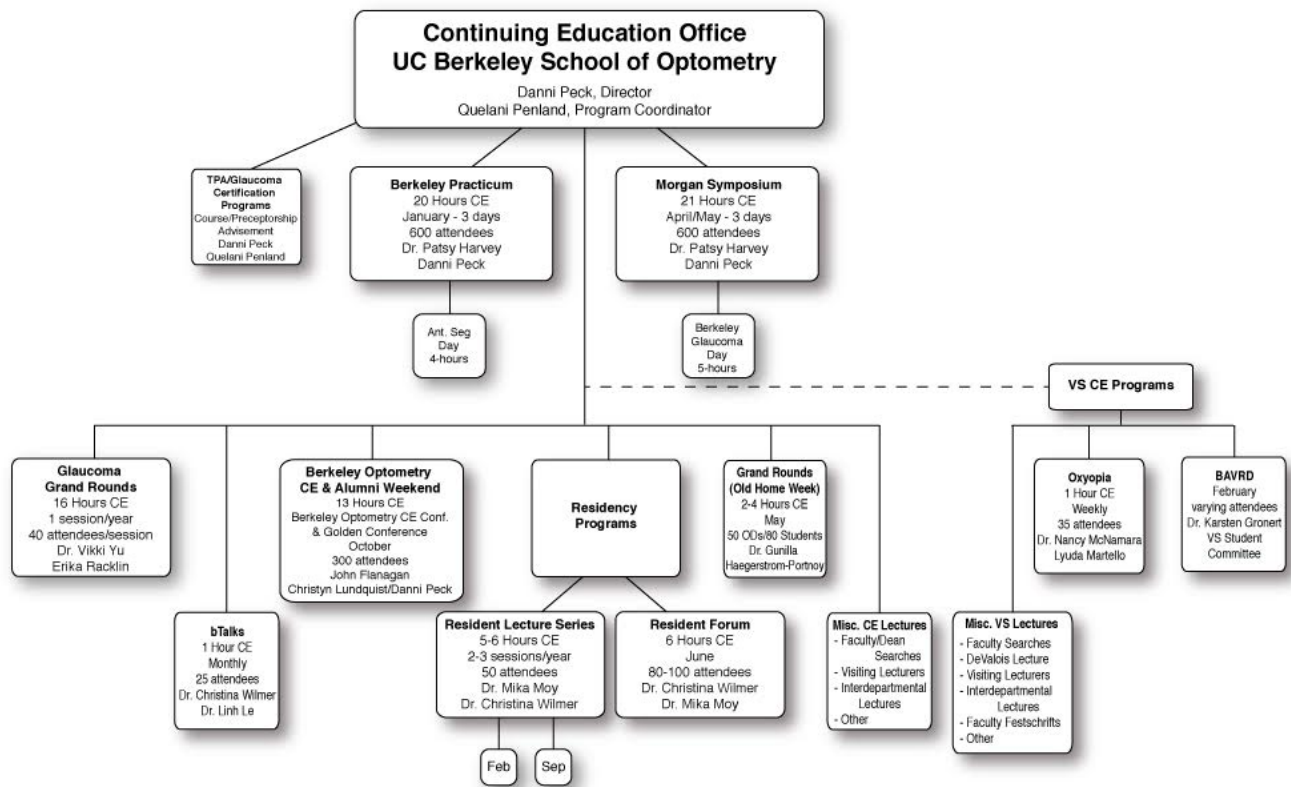 Continuing Education Office
UC Berkeley School of Optometry
Danni Peck, Director
Quelani Penland, Program Coordinator
TPA/Glaucoma
Certification
Programs
Course/Preceptorship
Advisement
Danni Peck
Quelani Penland
Berkeley Practicum
20 Hours CE
January - 3 days
600 attendees
Dr. Patsy Harvey
Danni Peck
Morgan Symposium
21 Hours CE
April/May - 3 days
600 attendees
Dr. Patsy Harvey
Danni Peck
Ant. Seg
Day
4-hours
Berkeley
Glaucoma
Day
5-hours
VS CE Programs
Glaucoma
Grand Rounds
16 Hours CE
1 session/year
40 attendees/session
Dr. Vikki Yu
Erika Racklin
Berkeley Optometry
CE & Alumni Weekend
13 Hours CE
Berkeley Optometry CE Conf.
& Golden Conference
October
300 attendees
John Flanagan
Christyn Lundquist/Danni Peck
Residency
Programs
Grand Rounds
(Old Home Week)
2-4 Hours CE
May
50 ODs/80 Students
Dr. Gunilla
Haegerstrom-Portnoy
Oxyopia
1 Hour CE
Weekly
35 attendees
Dr. Nancy McNamara
Lyuda Martello
BAVRD
February
varying attendees
Dr. Karsten Gronert
VS Student
Committee
bTalks
1 Hour CE
Monthly
25 attendees
Dr. Christina Wilmer
Dr. Linh Le
Resident Lecture Series
5-6 Hours CE
2-3 sessions/year
50 attendees
Dr. Mika Moy
Dr. Christina Wilmer
Resident Forum
6 Hours CE
June
80-100 attendees
Dr. Christina Wilmer
Dr. Mika Moy
Misc. CE Lectures
- Faculty/Dean
Searches
- Visiting Lecturers
- Interdepartmental
Lectures
- Other
Misc. VS Lectures
- Faculty Searches
- DeValois Lecture
- Visiting Lecturers
- Interdepartmental
Lectures
- Faculty Festschrifts
- Other
Feb
Sep